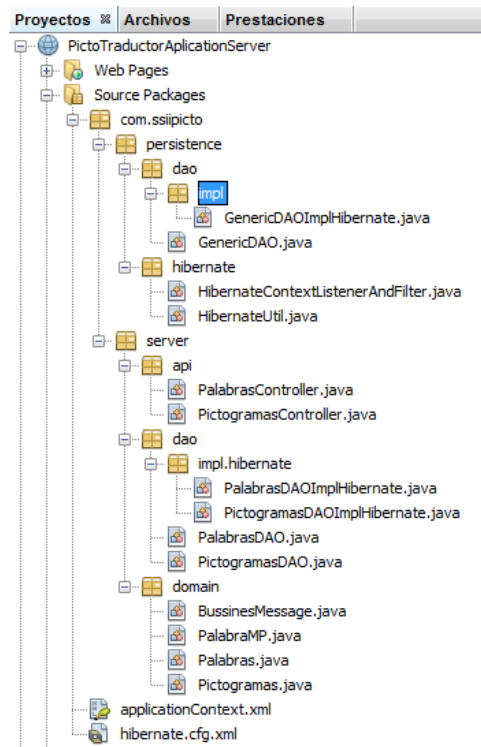 Proyectos Archivos Prestaciones
PictoTraductorAplicationServer
Web Pages
Source Packages
com.ssiipicto
persistence
dao
impl
GenericDAOImplHibernate.java
GenericDAO.java
hibernate
HibernateContextListenerAndFilter.java
HibernateUtil.java
server
api
PalabrasController.java
PictogramasController.java
dao
impl.hibernate
PalabrasDAOImplHibernate.java
PictogramasDAOImplHibernate.java
PalabrasDAO.java
PictogramasDAO.java
domain
BussinesMessage.java
PalabraMP.java
Palabras.java
Pictogramas.java
applicationContext.xml
hibernate.cfg.xml